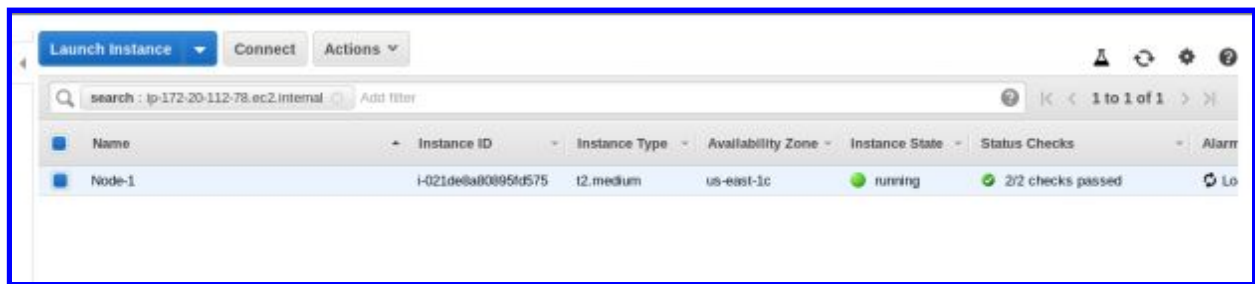 Launch Instance Connect Actions
search : ip-172-20-112-78.ec2.internal Add filter 1 to 1 of 1
Name Instance ID Instance Type Availability Zone Instance State Status Checks Alarm
Node-1 i-021de8a80895fd575 t2.medium us-east-1c running 2/2 checks passed Lo